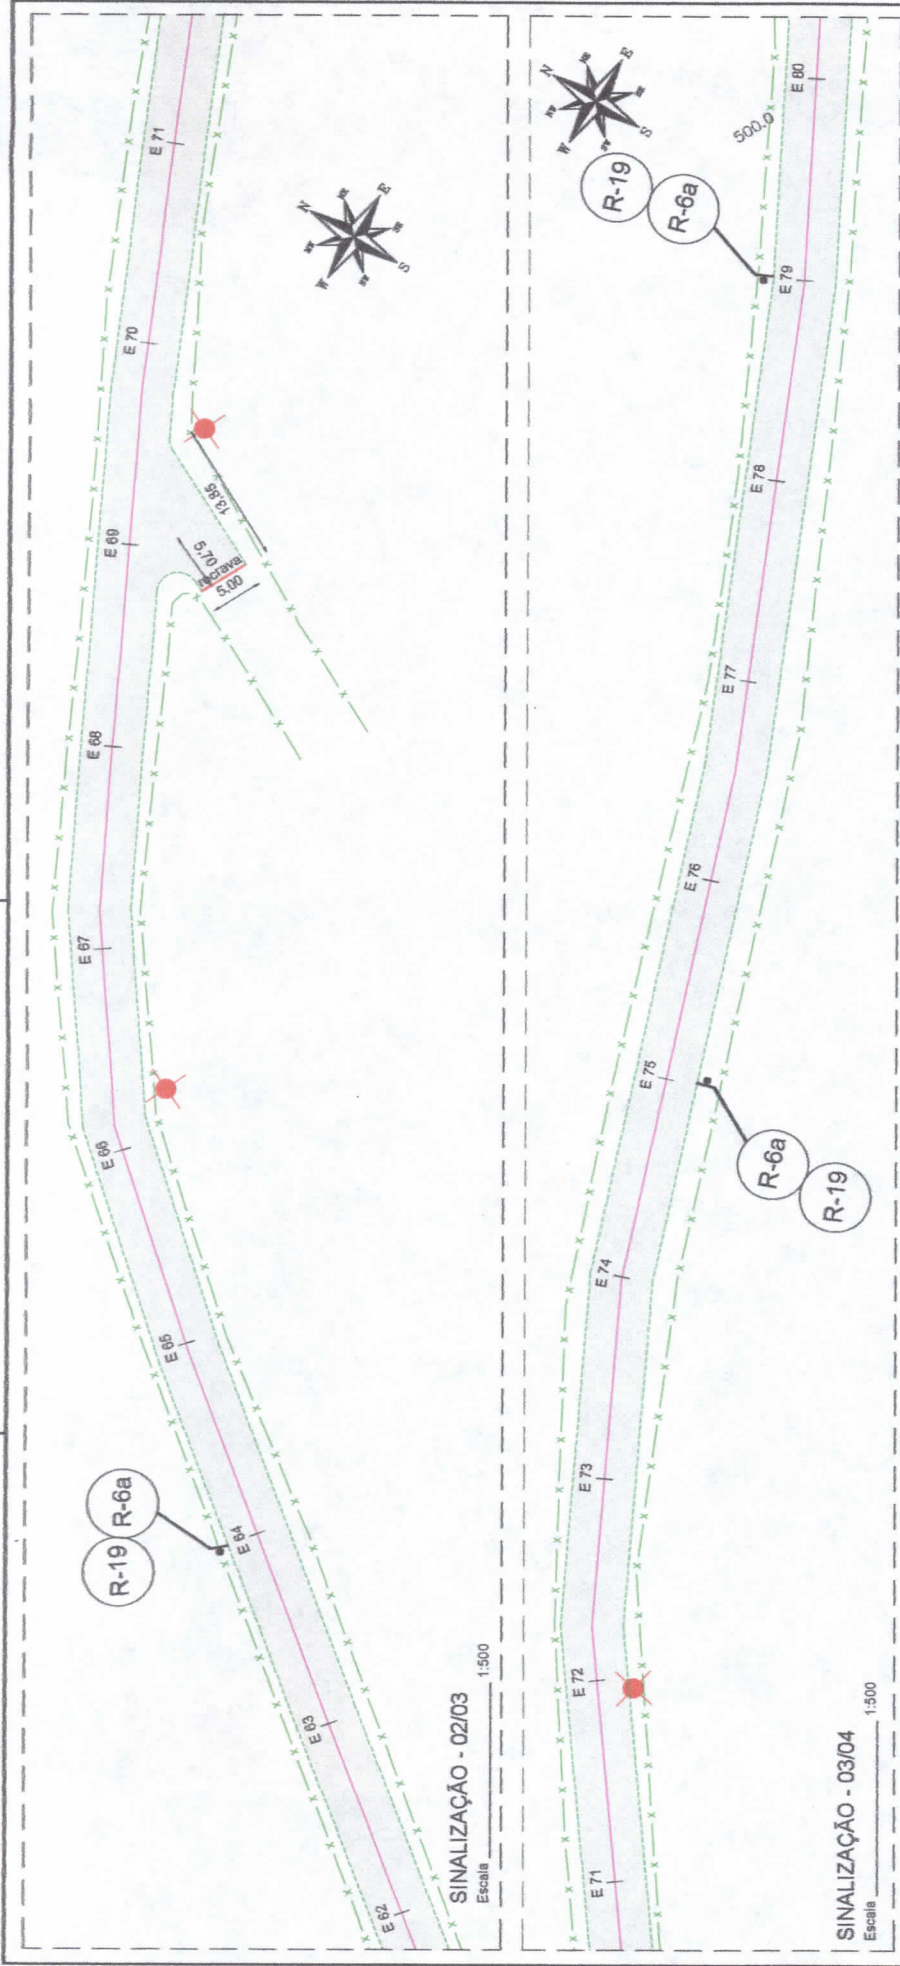 E 62
E 63
E 64
E 65
E 66
E 67
E 68
E 69
E 70
E 71
R-19
R-6a
13,85
5,70
trecrava
5,00
N
E
S
W
SINALIZAÇÃO - 02/03
Escala
1:500
E 71
E 72
E 73
E 74
E 75
E 76
E 77
E 78
E 79
E 80
R-6a
R-19
R-19
R-6a
500.0
N
E
S
W
SINALIZAÇÃO - 03/04
Escala
1:500